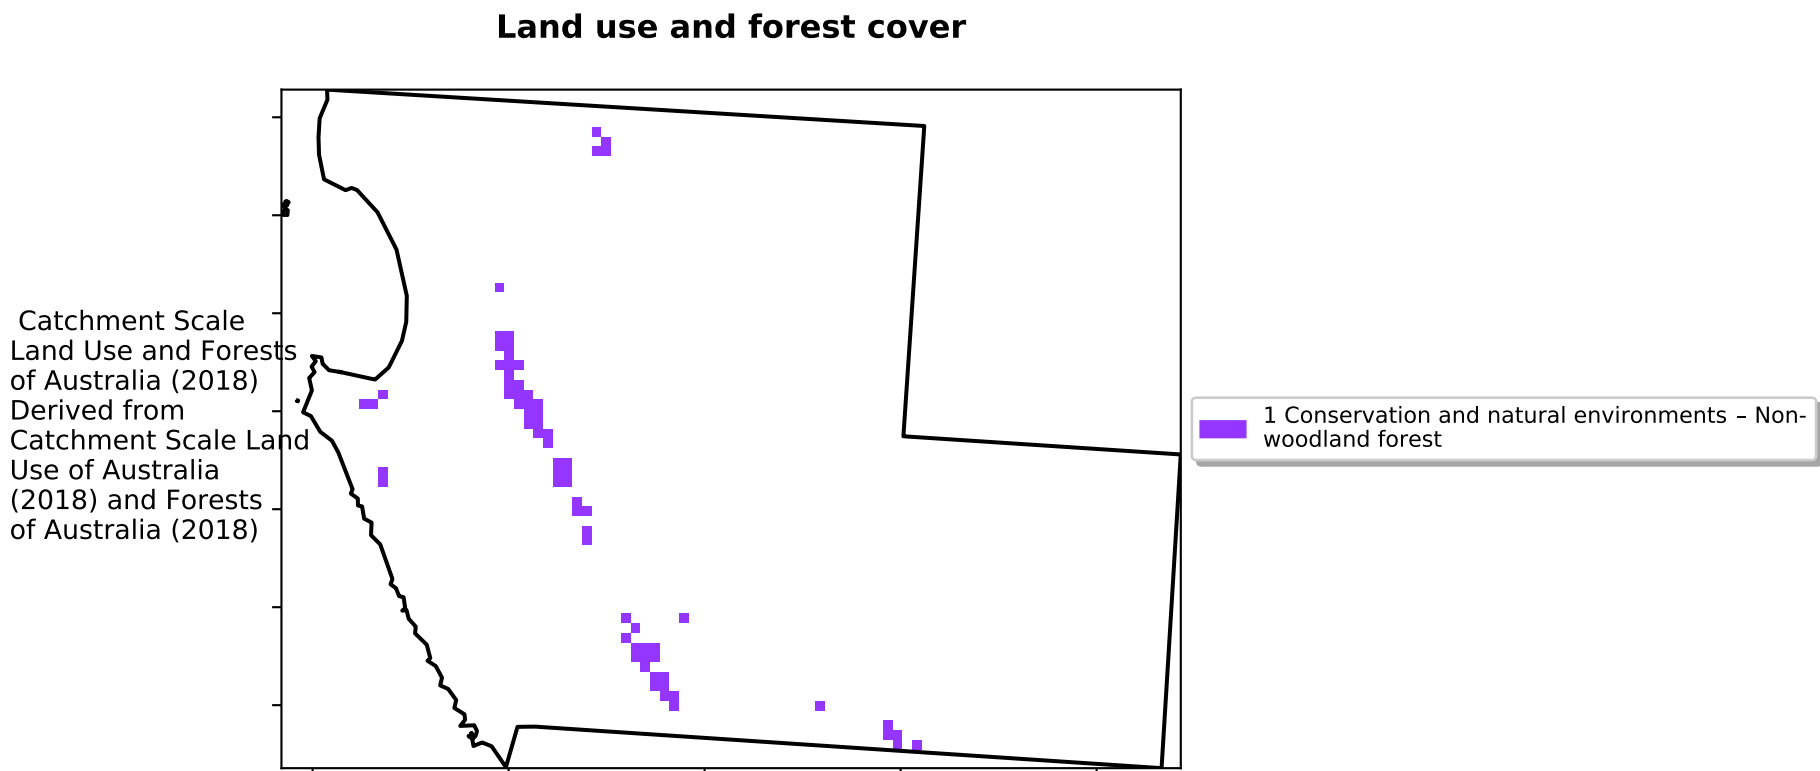 Land use and forest cover
Catchment Scale
Land Use and Forests
of Australia (2018)
Derived from
Catchment Scale Land
Use of Australia
(2018) and Forests
of Australia (2018)
1 Conservation and natural environments – Non-
woodland forest